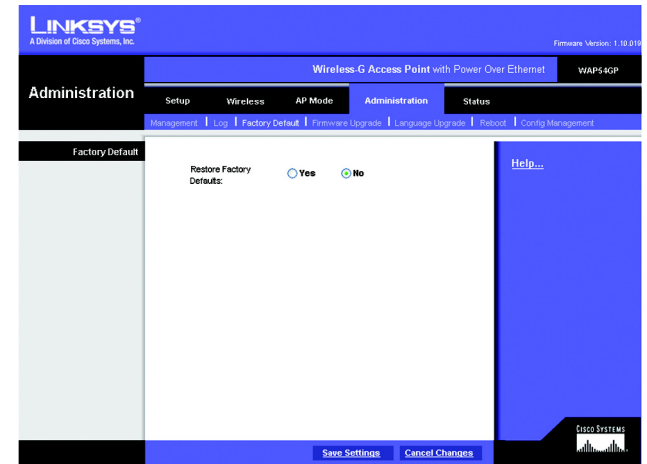 LINKSYS®
A Division of Cisco Systems, Inc.
Firmware Version: 1.10.019
Wireless-G Access Point with Power Over Ethernet WAP54GP
Administration
Setup Wireless AP Mode Administration Status
Management | Log | Factory Default | Firmware Upgrade | Language Upgrade | Reboot | Config Management
Factory Default
Restore Factory Defaults: Yes No
Help...
Save Settings Cancel Changes
CISCO SYSTEMS